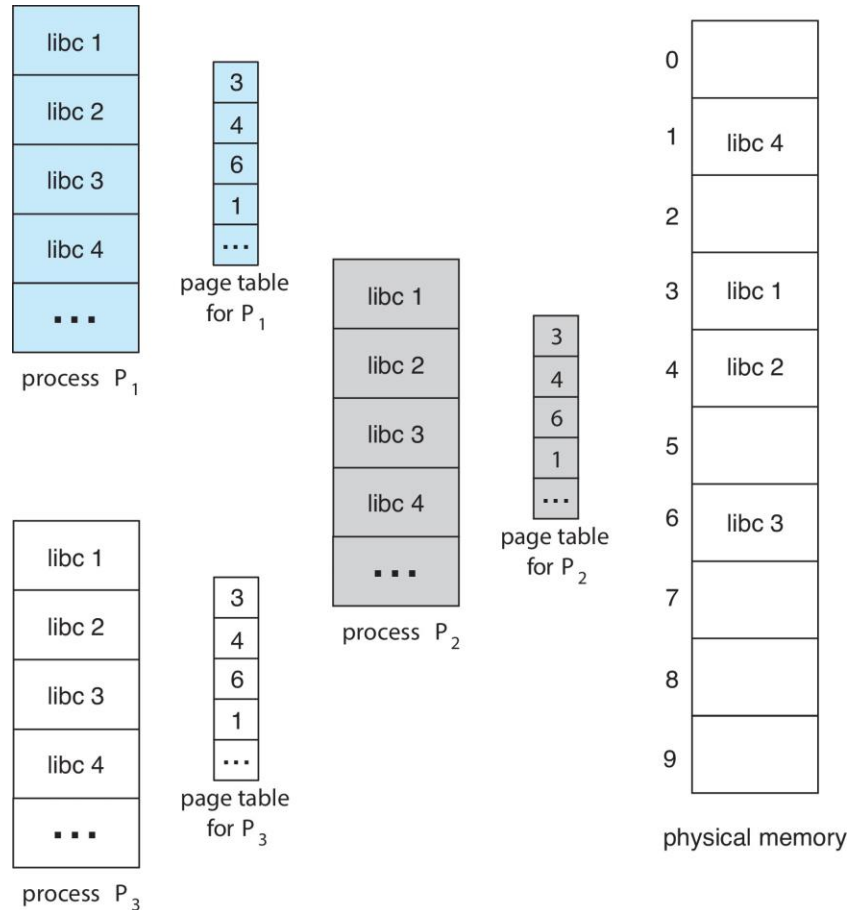 libc 1
libc 2
libc 3
libc 4
...
process P1
3
4
6
1
...
page table
for P1
libc 1
libc 2
libc 3
libc 4
...
process P2
3
4
6
1
...
page table
for P2
libc 1
libc 2
libc 3
libc 4
...
process P3
3
4
6
1
...
page table
for P3
0
1 libc 4
2
3 libc 1
4 libc 2
5
6 libc 3
7
8
9
physical memory